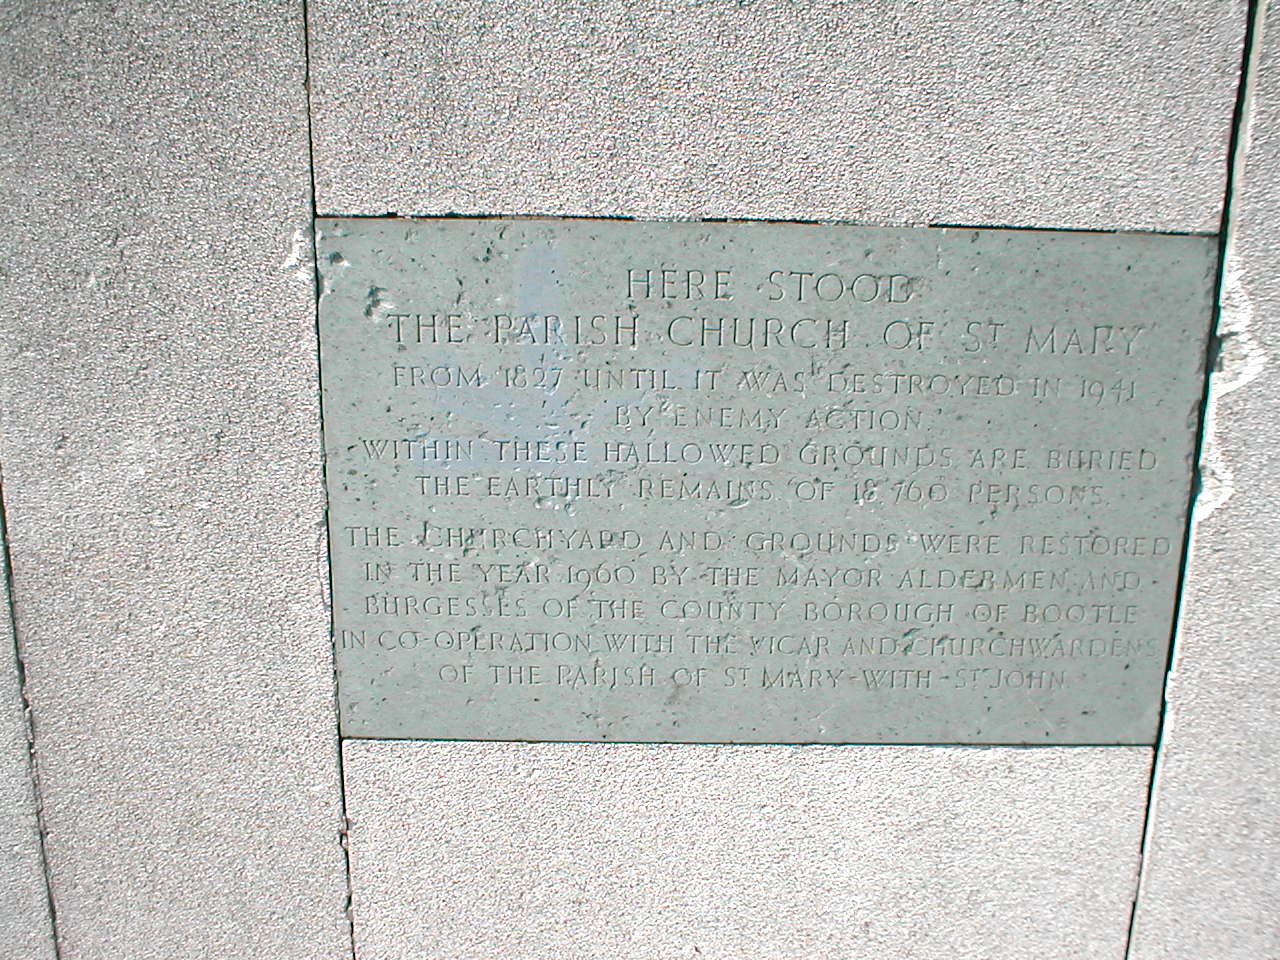 HERE STOOD
THE PARISH CHURCH OF ST MARY
FROM 1827 UNTIL IT WAS DESTROYED IN 1941
BY ENEMY ACTION.
WITHIN THESE HALLOWED GROUNDS ARE BURIED
THE EARTHLY REMAINS OF 18,760 PERSONS.
THE CHURCHYARD AND GROUNDS WERE RESTORED
IN THE YEAR 1960 BY THE MAYOR ALDERMEN AND
BURGESSES OF THE COUNTY BOROUGH OF BOOTLE
IN CO-OPERATION WITH THE VICAR AND CHURCHWARDENS
OF THE PARISH OF ST MARY-WITH-ST JOHN